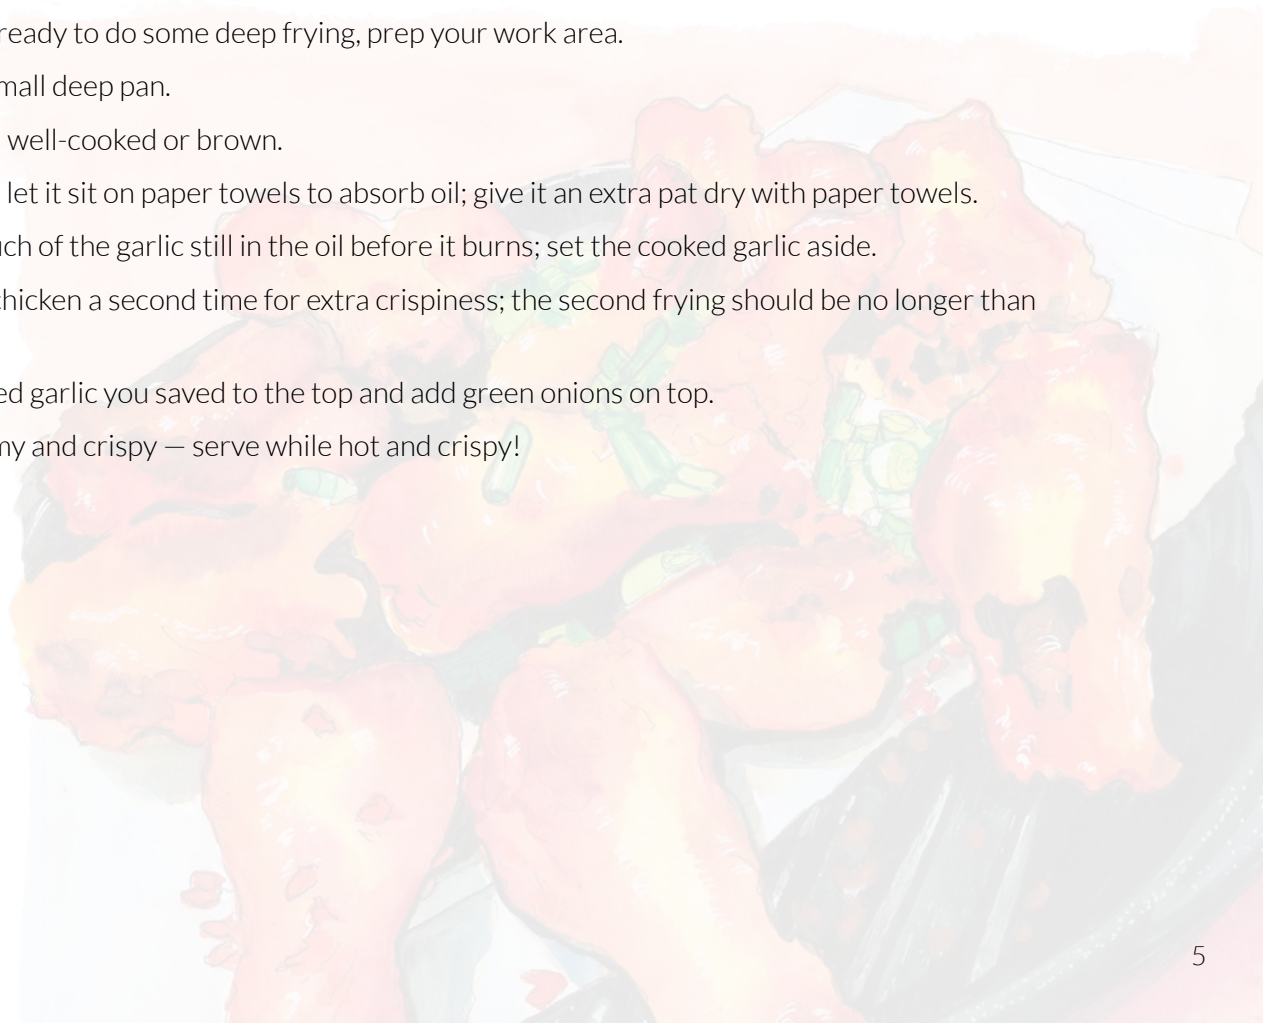 ready to do some deep frying, prep your work area.
mall deep pan.
well-cooked or brown.
let it sit on paper towels to absorb oil; give it an extra pat dry with paper towels.
uch of the garlic still in the oil before it burns; set the cooked garlic aside.
chicken a second time for extra crispiness; the second frying should be no longer than
ed garlic you saved to the top and add green onions on top.
my and crispy — serve while hot and crispy!
5